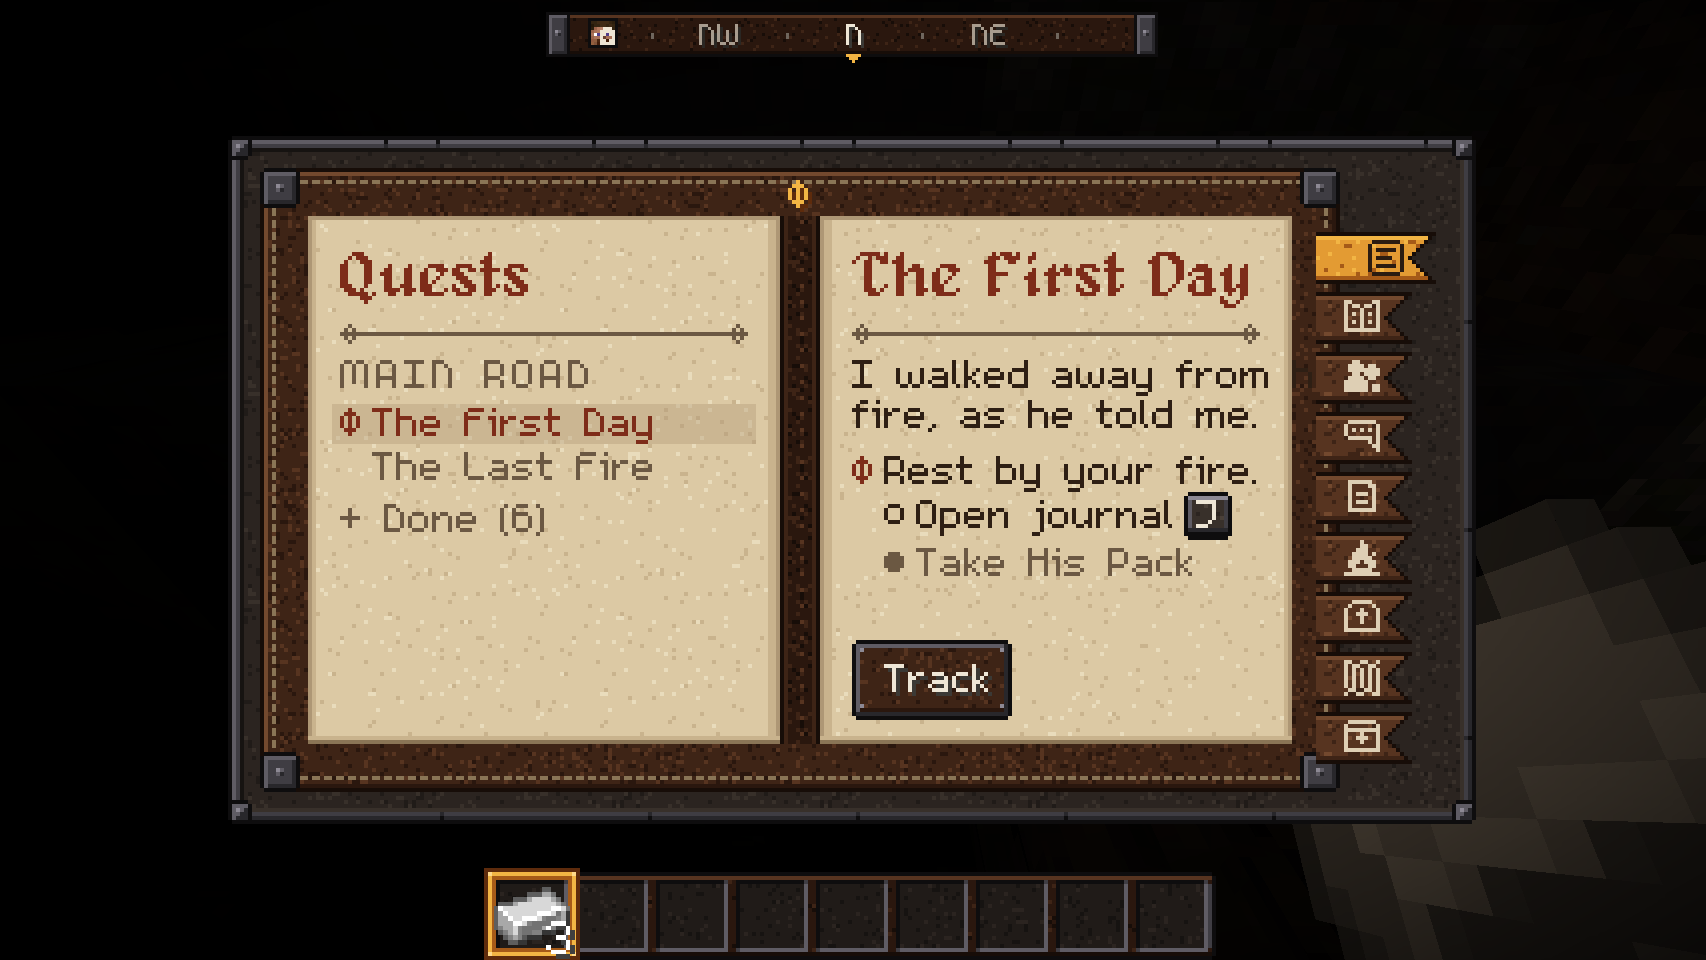 NW · N · NE ·
Quests
MAIN ROAD
The First Day
The Last Fire
+ Done (6)
The First Day
I walked away from
fire, as he told me.
Rest by your fire.
Open journal J
Take His Pack
Track
3